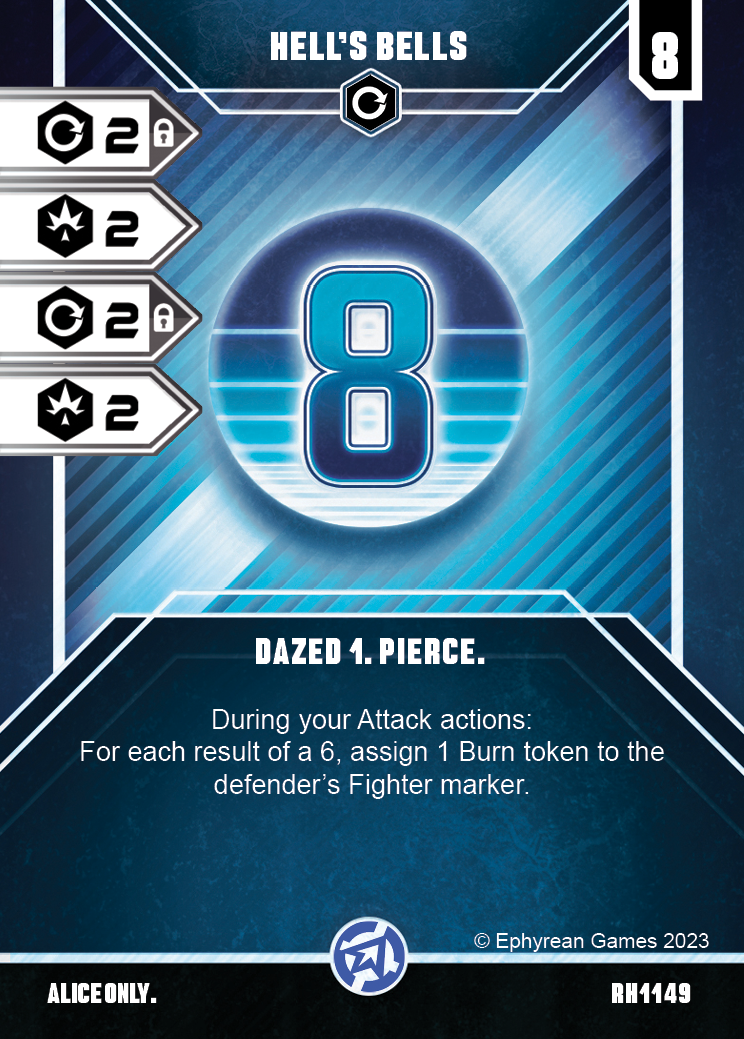 HELL'S BELLS
8
2
2
2
2
8
DAZED 1. PIERCE.
During your Attack actions:
For each result of a 6, assign 1 Burn token to the
defender's Fighter marker.
© Ephyrean Games 2023
ALICE ONLY.
RH1149